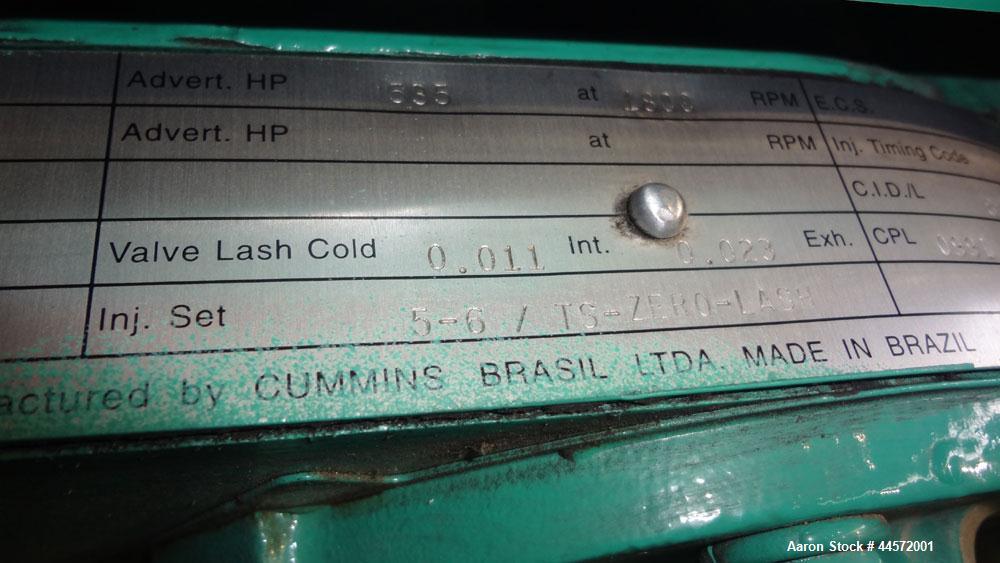 Advert. HP 535 at 1800 RPM E.C.S.
Advert. HP at RPM Inj. Timing Code
C.I.D./L
Valve Lash Cold 0.011 Int. 0.023 Exh. CPL
Inj. Set 5-6 / TS-ZERO-LASH
actured by CUMMINS BRASIL LTDA. MADE IN BRAZIL
Aaron Stock # 44572001